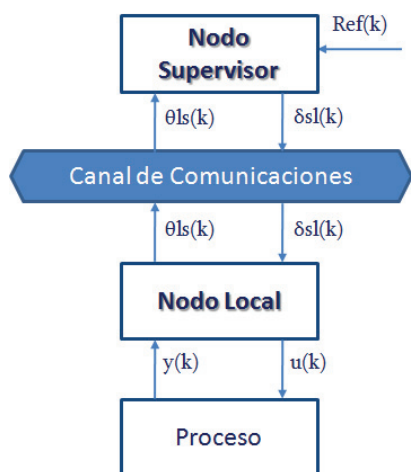 Nodo
Supervisor
Ref(k)
θls(k)
δsl(k)
Canal de Comunicaciones
θls(k)
δsl(k)
Nodo Local
y(k)
u(k)
Proceso